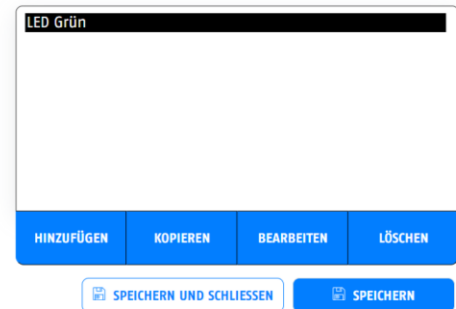 LED Grün
HINZUFÜGEN KOPIEREN BEARBEITEN LÖSCHEN
SPEICHERN UND SCHLIESSEN SPEICHERN